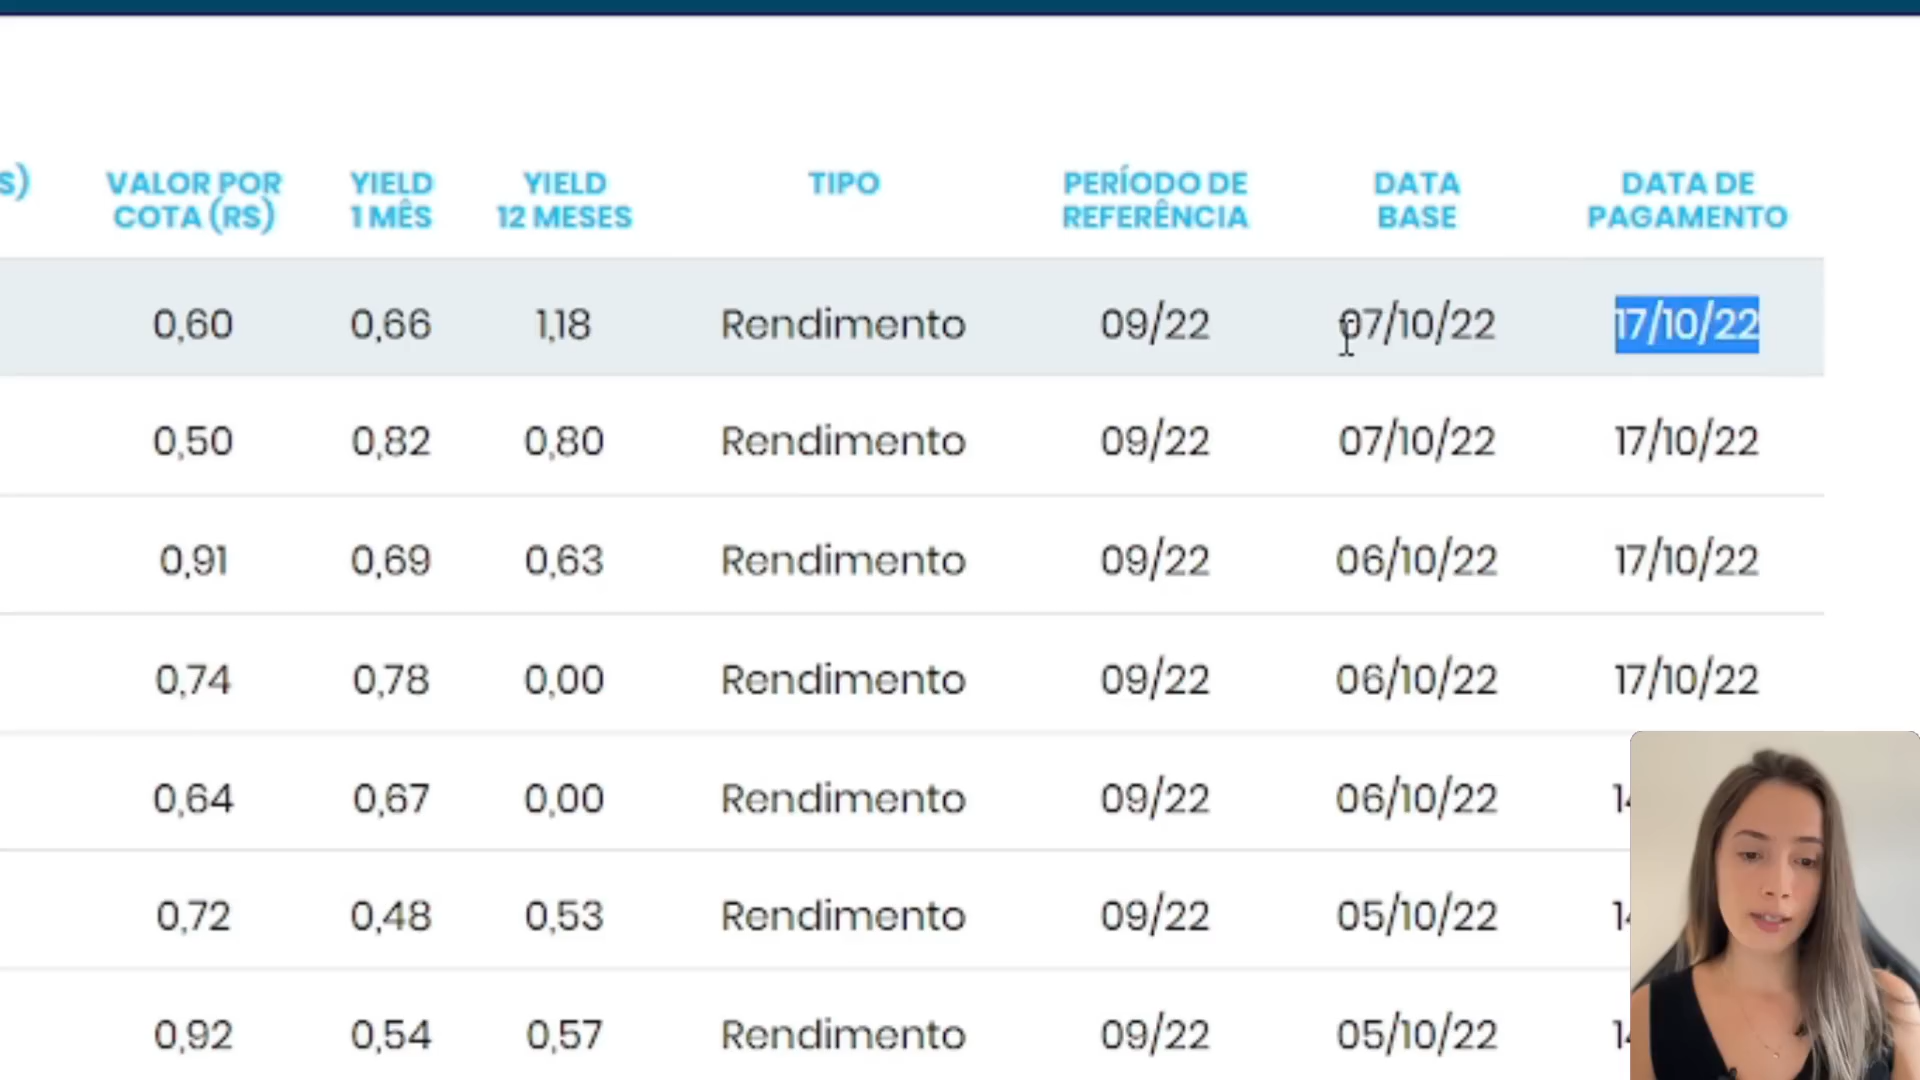 S) VALOR POR COTA (RS) YIELD 1 MÊS YIELD 12 MESES TIPO PERÍODO DE REFERÊNCIA DATA BASE DATA DE PAGAMENTO
0,60 0,66 1,18 Rendimento 09/22 07/10/22 17/10/22
0,50 0,82 0,80 Rendimento 09/22 07/10/22 17/10/22
0,91 0,69 0,63 Rendimento 09/22 06/10/22 17/10/22
0,74 0,78 0,00 Rendimento 09/22 06/10/22 17/10/22
0,64 0,67 0,00 Rendimento 09/22 06/10/22
0,72 0,48 0,53 Rendimento 09/22 05/10/22
0,92 0,54 0,57 Rendimento 09/22 05/10/22